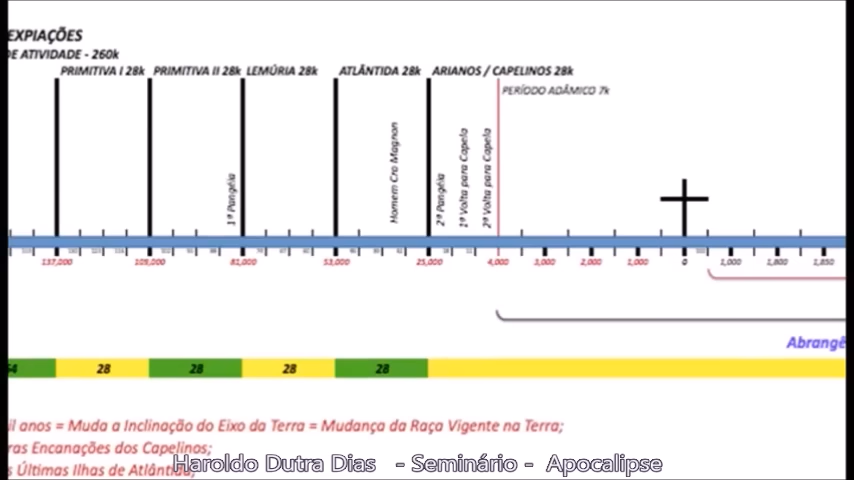 EXPIAÇÕES
DE ATIVIDADE - 260k
PRIMITIVA I 28k
PRIMITIVA II 28k
LEMÚRIA 28k
ATLÂNTIDA 28k
ARIANOS / CAPELINOS 28k
PERÍODO ADÂMICO 7k
1ª Pangéia
Homem Cro Magnon
2ª Pangéia
1ª Volta para Capela
2ª Volta para Capela
137,000
109,000
81,000
53,000
25,000
4,000
3,000
2,000
1,000
0
1,000
1,800
1,850
Abrangê
64
28
28
28
28
il anos = Muda a Inclinação do Eixo da Terra = Mudança da Raça Vigente na Terra;
ras Encanações dos Capelinos;
s Últimas Ilhas de Atlântida;
Haroldo Dutra Dias - Seminário - Apocalipse